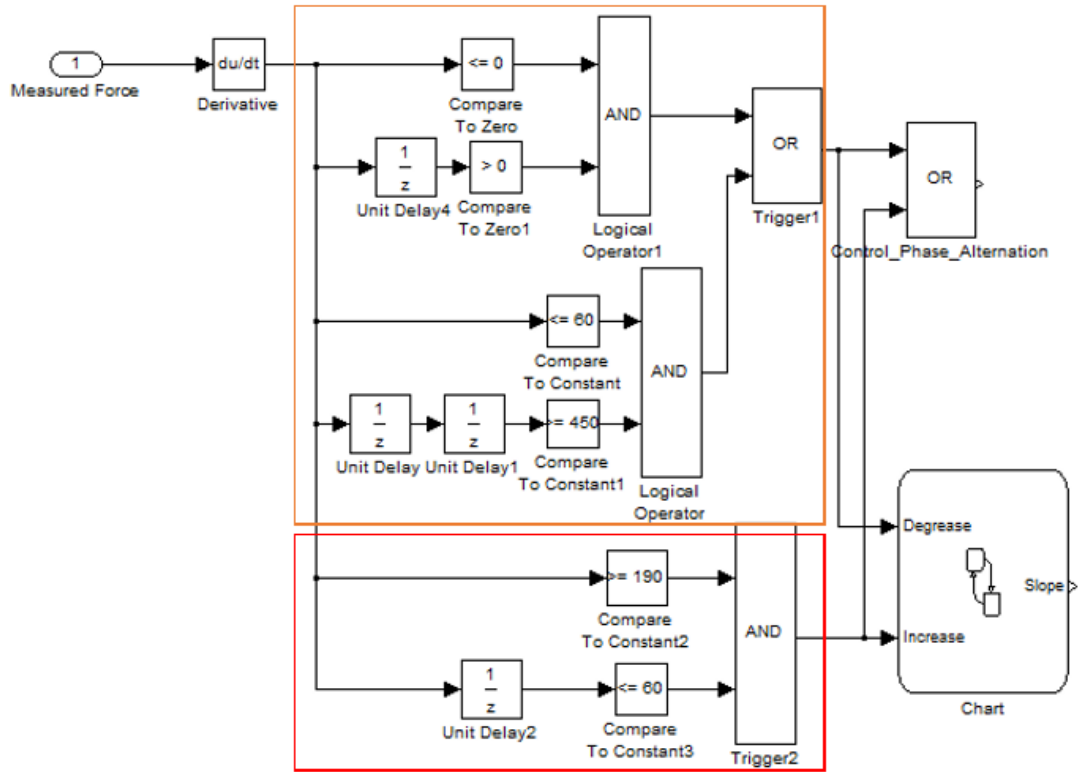 1
Measured Force
du/dt
Derivative
<= 0
Compare
To Zero
1
z
Unit Delay4
> 0
Compare
To Zero1
AND
Logical
Operator1
OR
Trigger1
OR
Control_Phase_Alternation
<= 60
Compare
To Constant
1
z
Unit Delay
1
z
Unit Delay1
>= 450
Compare
To Constant1
AND
Logical
Operator
>= 190
Compare
To Constant2
1
z
Unit Delay2
<= 60
Compare
To Constant3
AND
Trigger2
Degrease
Increase
Slope
Chart